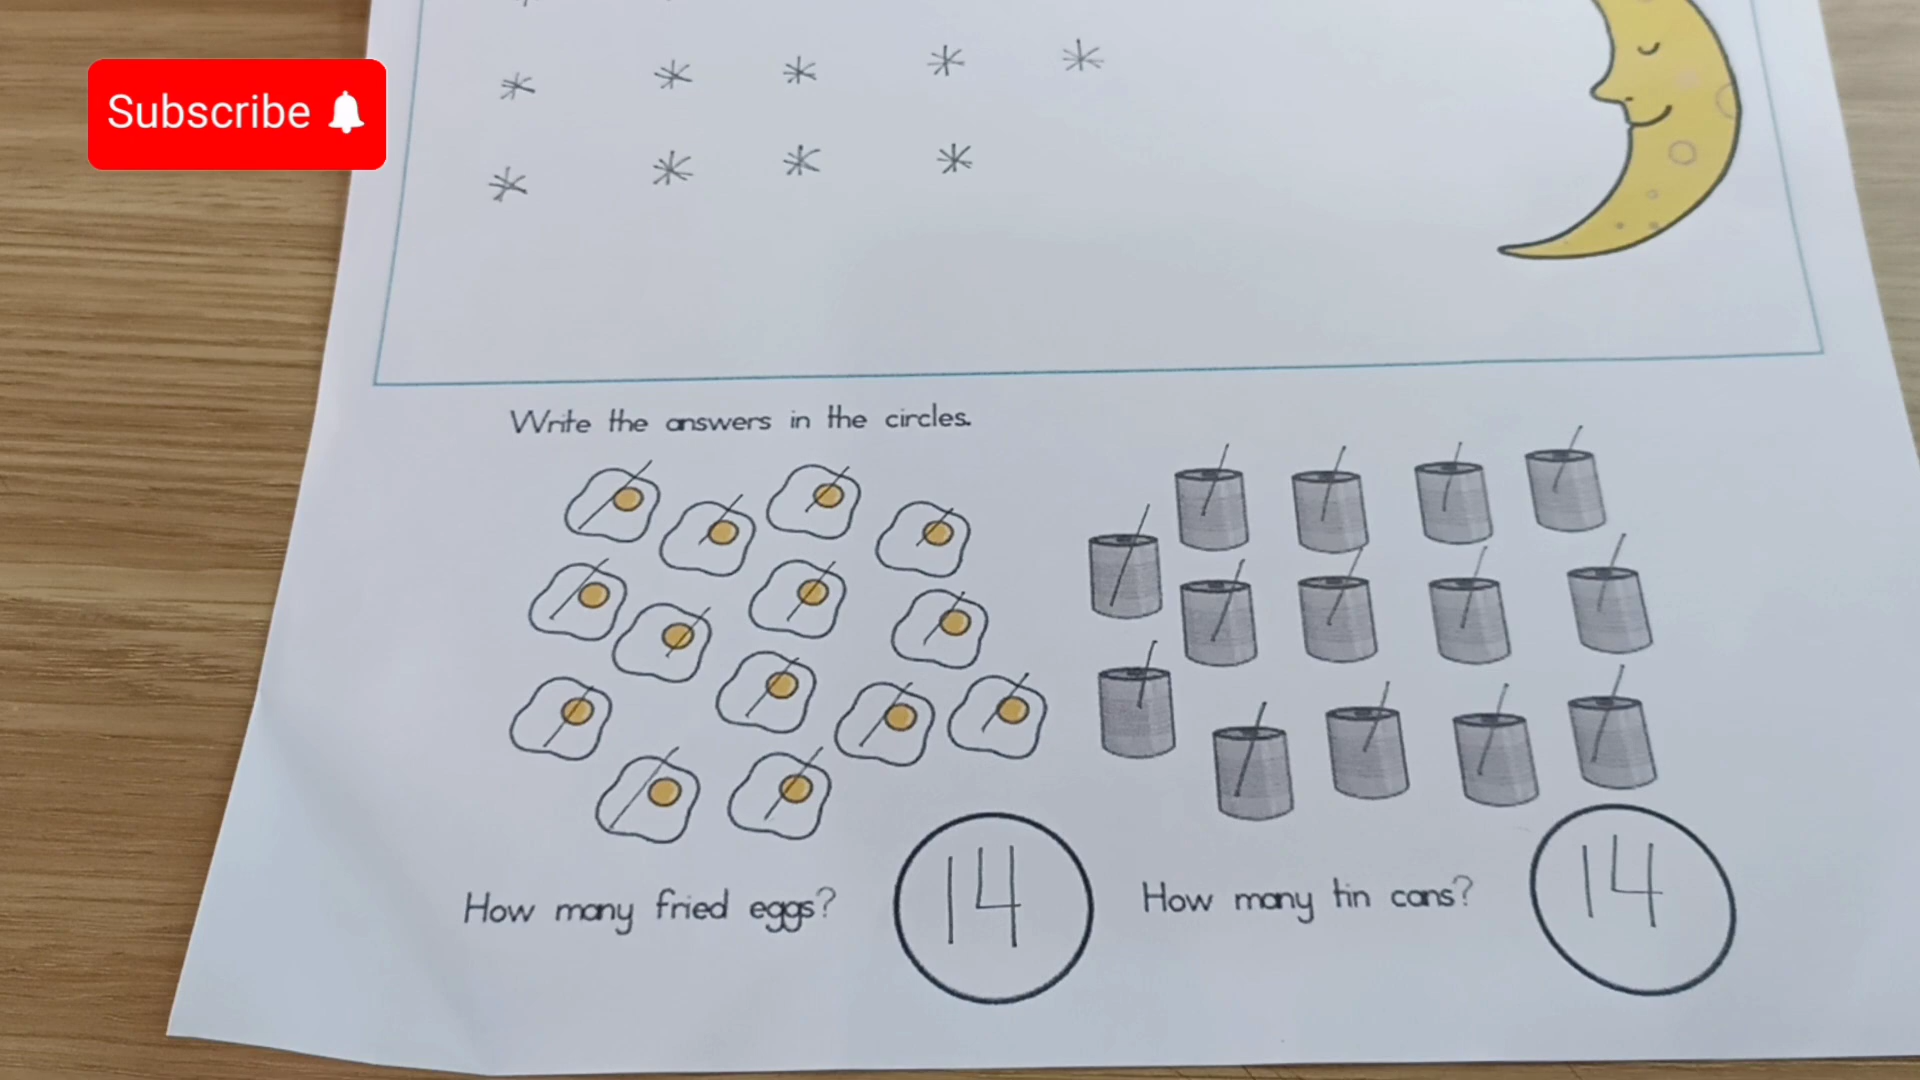 Subscribe
Write the answers in the circles.
How many fried eggs?
14
How many tin cans?
14